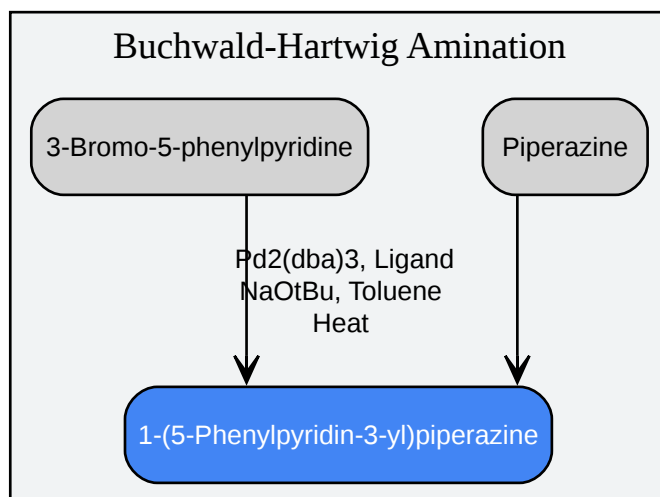 Buchwald-Hartwig Amination
3-Bromo-5-phenylpyridine
Piperazine
Pd2(dba)3, Ligand
NaOtBu, Toluene
Heat
1-(5-Phenylpyridin-3-yl)piperazine